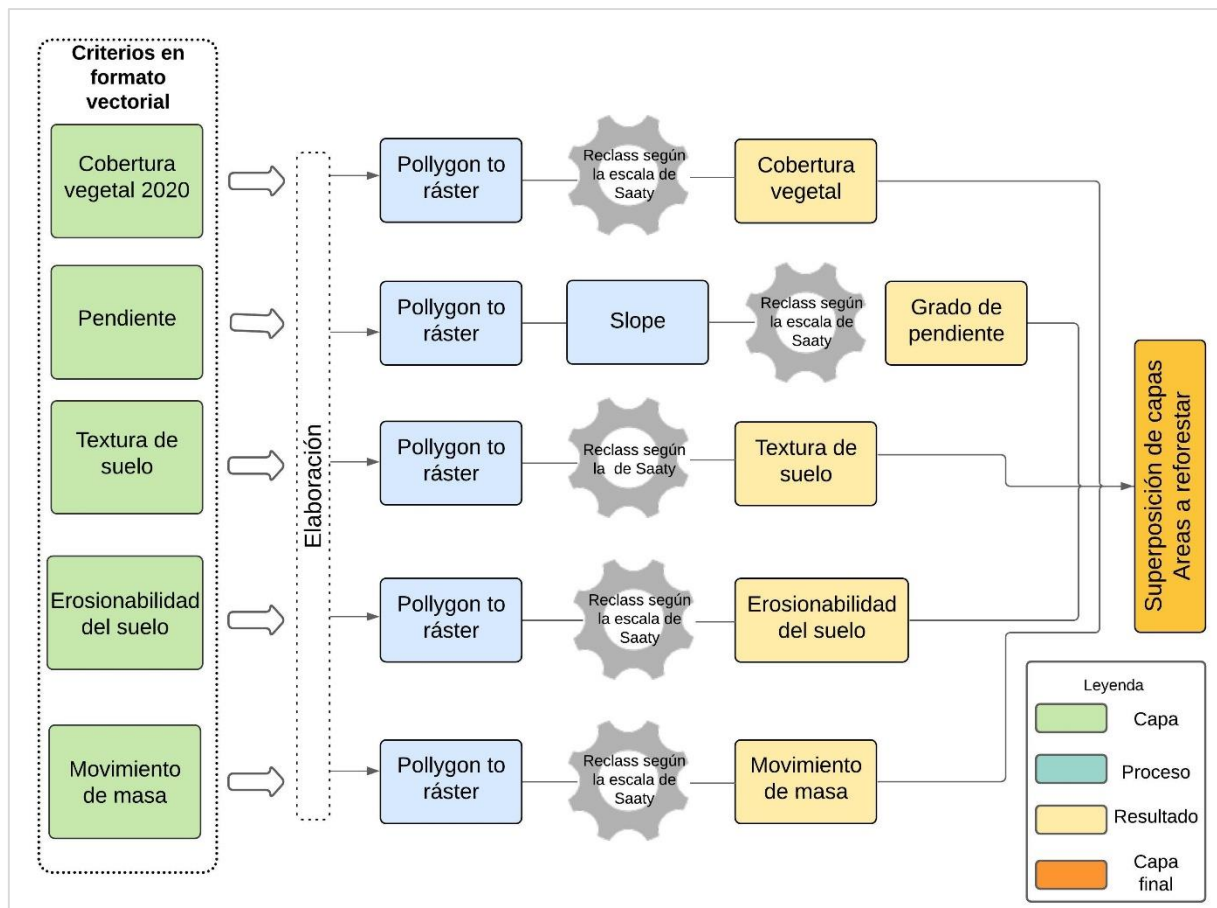 Criterios en
formato
vectorial
Cobertura
vegetal 2020
Pendiente
Textura de
suelo
Erosionabilidad
del suelo
Movimiento
de masa
Elaboración
Pollygon to
ráster
Reclass según
la escala de
Saaty
Cobertura
vegetal
Pollygon to
ráster
Slope
Reclass según
la escala de
Saaty
Grado de
pendiente
Pollygon to
ráster
Reclass según
la de Saaty
Textura de
suelo
Pollygon to
ráster
Reclass según
la escala de
Saaty
Erosionabilidad
del suelo
Pollygon to
ráster
Reclass según
la escala de
Saaty
Movimiento
de masa
Superposición de capas
Areas a reforestar
Leyenda
Capa
Proceso
Resultado
Capa
final